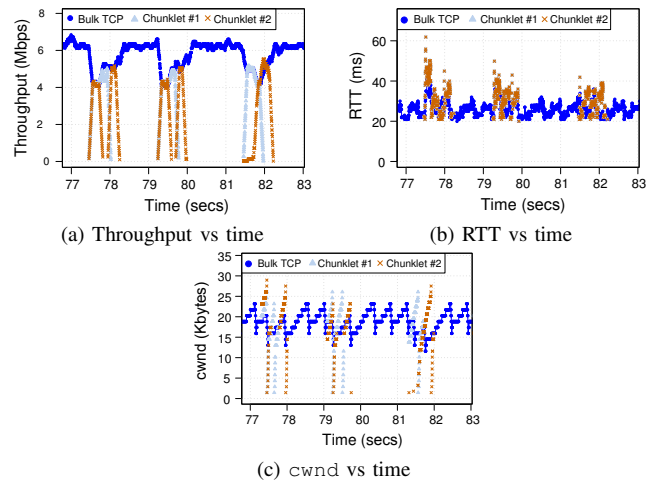 Bulk TCP Chunklet #1 Chunklet #2
Throughput (Mbps)
8
6
4
2
0
77 78 79 80 81 82 83
Time (secs)
(a) Throughput vs time
Bulk TCP Chunklet #1 Chunklet #2
RTT (ms)
60
40
20
0
77 78 79 80 81 82 83
Time (secs)
(b) RTT vs time
Bulk TCP Chunklet #1 Chunklet #2
cwnd (Kbytes)
35
30
25
20
15
10
5
0
77 78 79 80 81 82 83
Time (secs)
(c) cwnd vs time